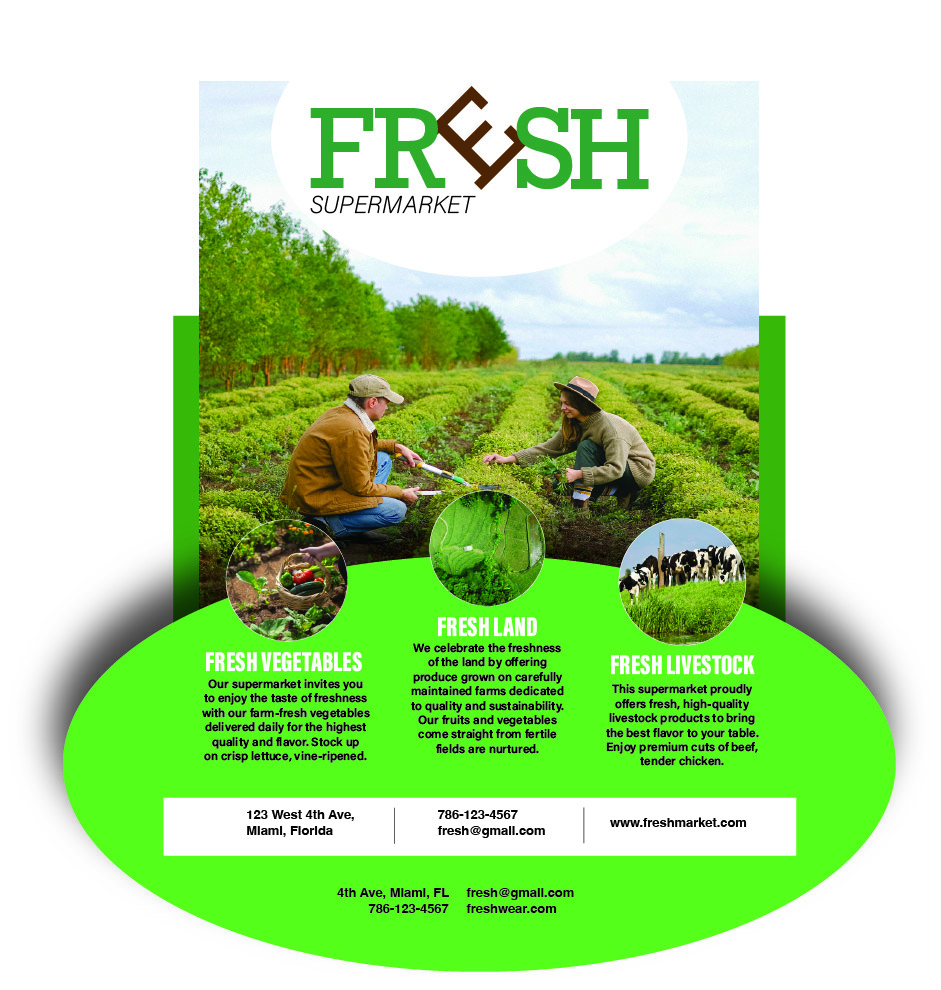 FRESH
SUPERMARKET
FRESH VEGETABLES
Our supermarket invites you
to enjoy the taste of freshness
with our farm-fresh vegetables
delivered daily for the highest
quality and flavor. Stock up
on crisp lettuce, vine-ripened.
FRESH LAND
We celebrate the freshness
of the land by offering
produce grown on carefully
maintained farms dedicated
to quality and sustainability.
Our fruits and vegetables
come straight from fertile
fields are nurtured.
FRESH LIVESTOCK
This supermarket proudly
offers fresh, high-quality
livestock products to bring
the best flavor to your table.
Enjoy premium cuts of beef,
tender chicken.
123 West 4th Ave,
Miami, Florida
786-123-4567
fresh@gmail.com
www.freshmarket.com
4th Ave, Miami, FL
786-123-4567
fresh@gmail.com
freshwear.com